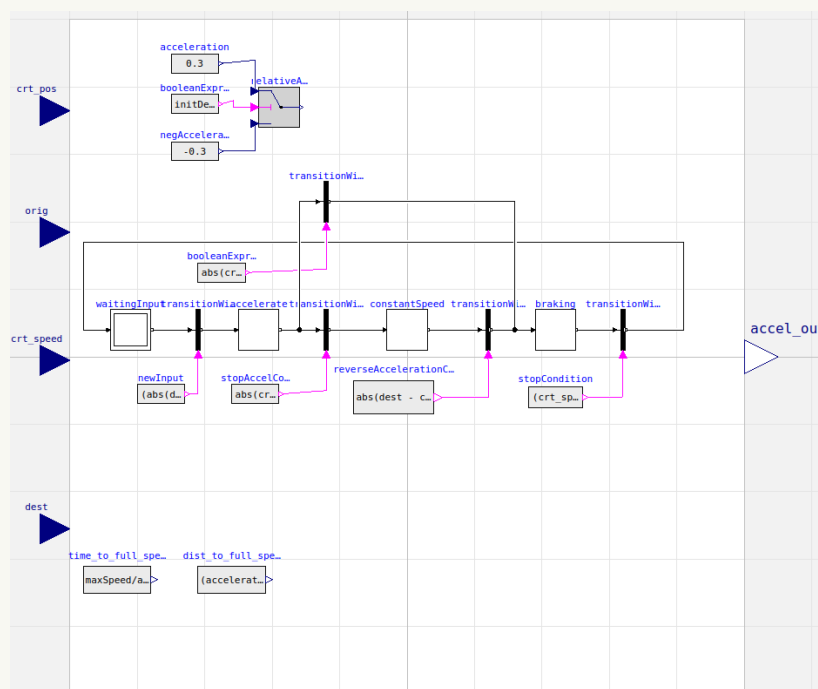 acceleration
0.3
crt_pos
booleanExpr…
relativeA…
initDe…
negAccelera…
-0.3
transitionWi…
orig
booleanExpr…
abs(cr…
waitingInput
transitionWi…
accelerate
transitionWi…
constantSpeed
transitionWi…
braking
transitionWi…
crt_speed
accel_ou
reverseAccelerationC…
newInput
stopAccelCo…
stopCondition
(abs(d…
abs(cr…
abs(dest - c…
(crt_sp…
dest
time_to_full_spe…
dist_to_full_spe…
maxSpeed/a…
(accelerat…